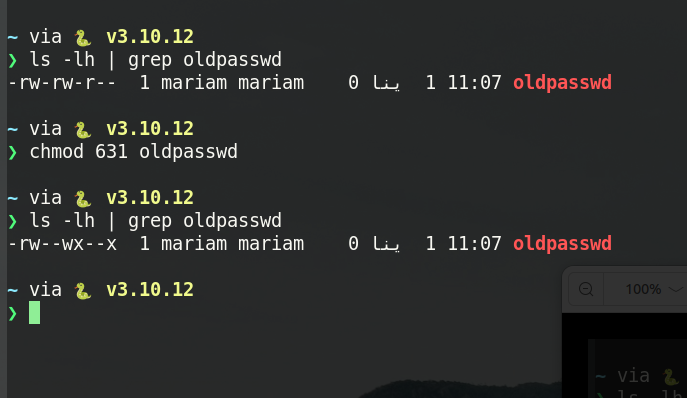 ~ via 🐍 v3.10.12
❯ ls -lh | grep oldpasswd
-rw-rw-r-- 1 mariam mariam 0 ينا 1 11:07 oldpasswd
~ via 🐍 v3.10.12
❯ chmod 631 oldpasswd
~ via 🐍 v3.10.12
❯ ls -lh | grep oldpasswd
-rw--wx--x 1 mariam mariam 0 ينا 1 11:07 oldpasswd
~ via 🐍 v3.10.12
❯
100%
~ via 🐍